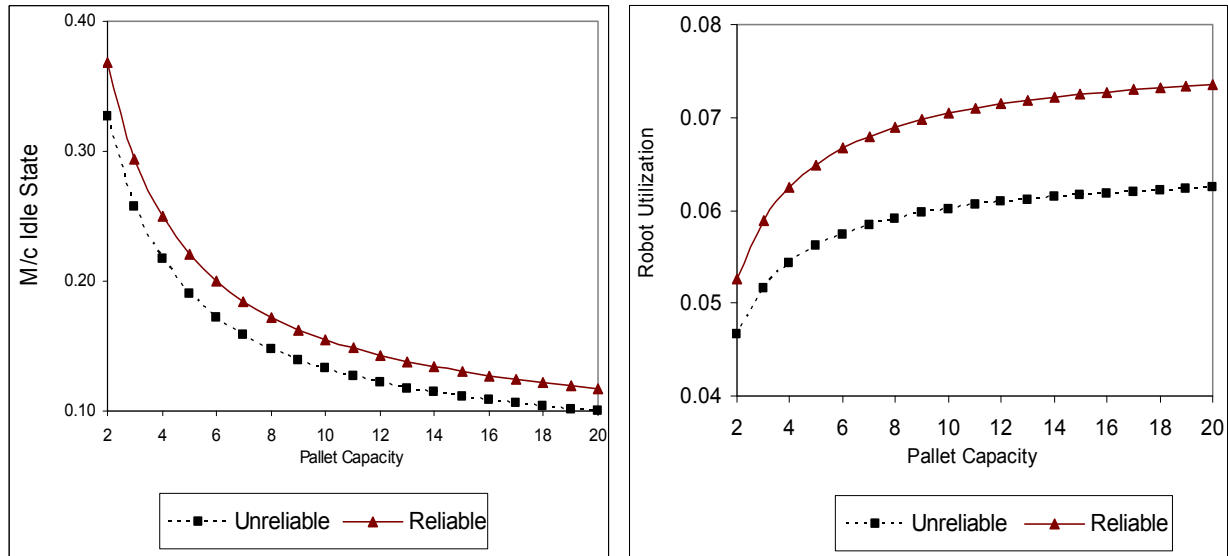 0.40
0.30
0.20
0.10
M/c Idle State
2 4 6 8 10 12 14 16 18 20
Pallet Capacity
Unreliable Reliable
0.08
0.07
0.06
0.05
0.04
Robot Utilization
2 4 6 8 10 12 14 16 18 20
Pallet Capacity
Unreliable Reliable